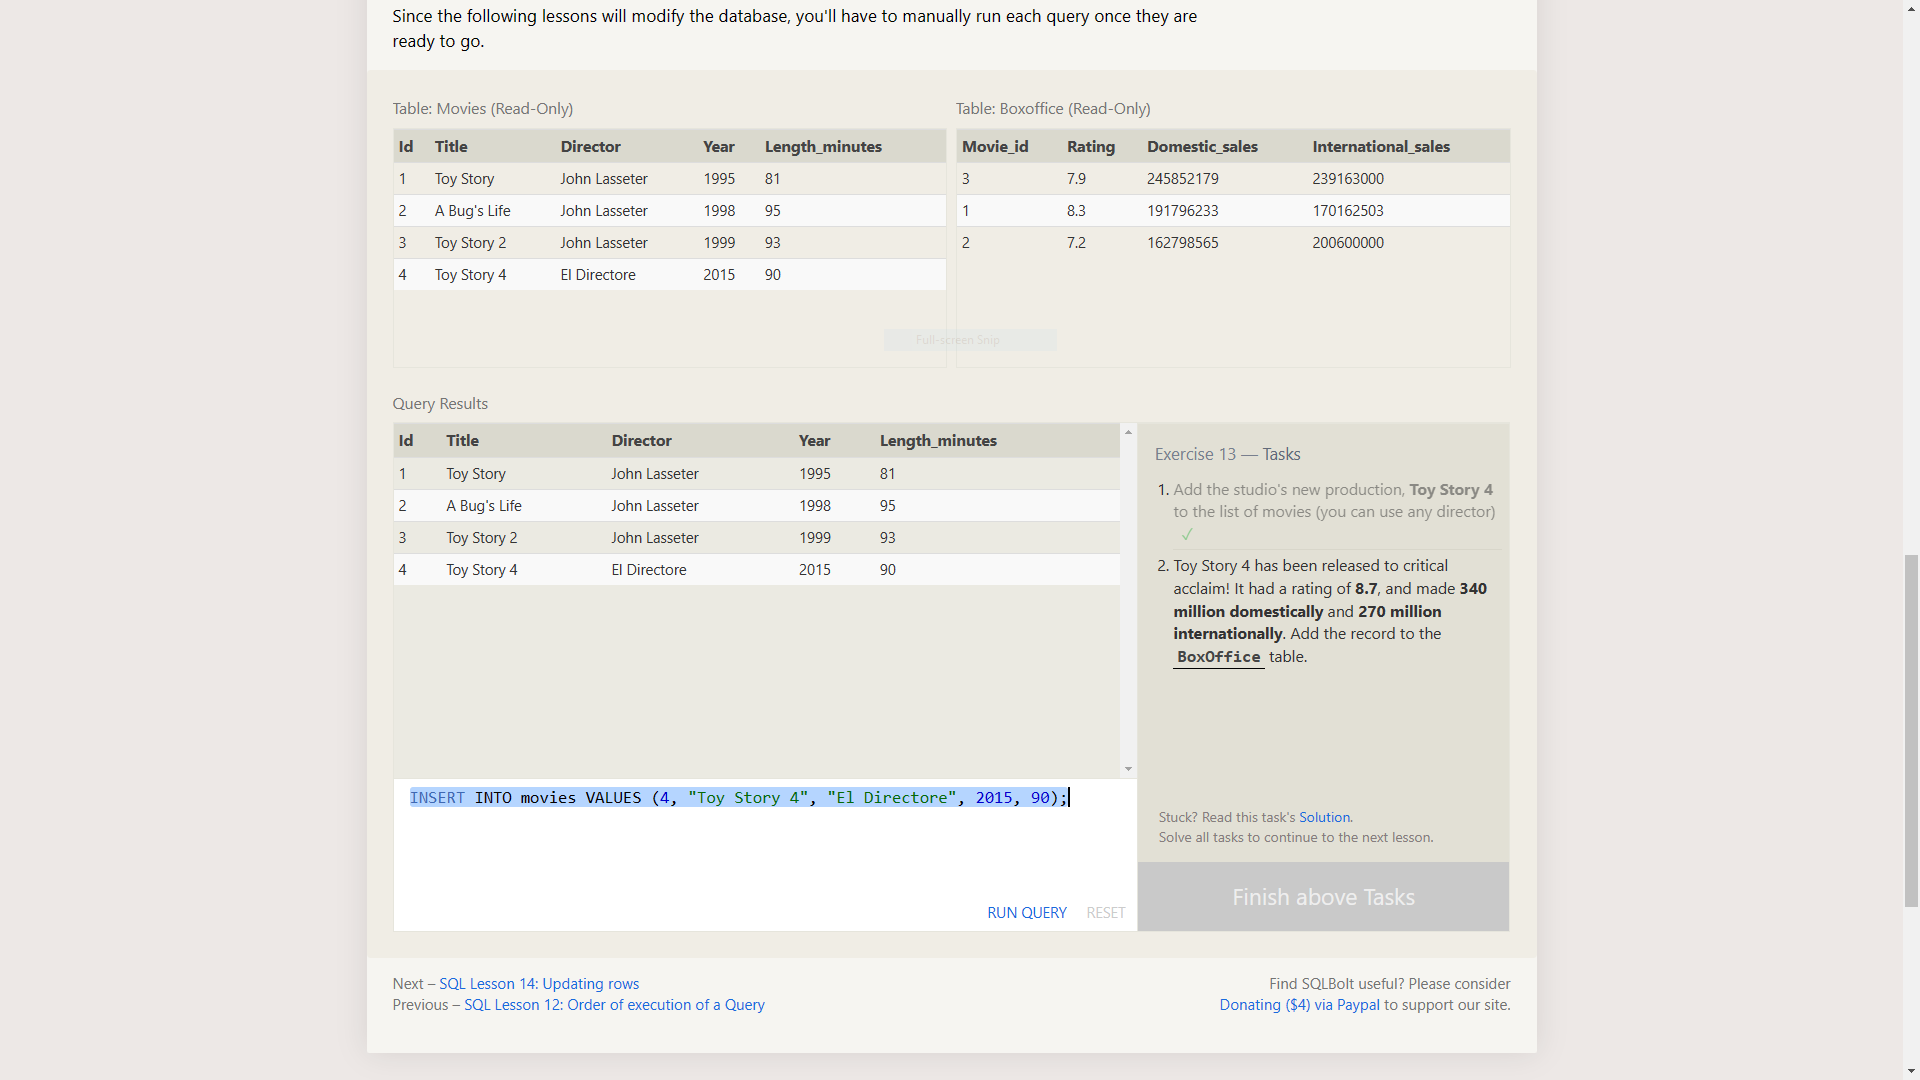 Since the following lessons will modify the database, you'll have to manually run each query once they are
ready to go.
Table: Movies (Read-Only)
Id Title Director Year Length_minutes
1 Toy Story John Lasseter 1995 81
2 A Bug's Life John Lasseter 1998 95
3 Toy Story 2 John Lasseter 1999 93
4 Toy Story 4 El Directore 2015 90
Table: Boxoffice (Read-Only)
Movie_id Rating Domestic_sales International_sales
3 7.9 245852179 239163000
1 8.3 191796233 170162503
2 7.2 162798565 200600000
Full-screen Snip
Query Results
Id Title Director Year Length_minutes
1 Toy Story John Lasseter 1995 81
2 A Bug's Life John Lasseter 1998 95
3 Toy Story 2 John Lasseter 1999 93
4 Toy Story 4 El Directore 2015 90
INSERT INTO movies VALUES (4, "Toy Story 4", "El Directore", 2015, 90);
RUN QUERY RESET
Exercise 13 — Tasks
1. Add the studio's new production, Toy Story 4
to the list of movies (you can use any director)
✓
2. Toy Story 4 has been released to critical
acclaim! It had a rating of 8.7, and made 340
million domestically and 270 million
internationally. Add the record to the
BoxOffice table.
Stuck? Read this task's Solution.
Solve all tasks to continue to the next lesson.
Finish above Tasks
Next – SQL Lesson 14: Updating rows
Previous – SQL Lesson 12: Order of execution of a Query
Find SQLBolt useful? Please consider
Donating ($4) via Paypal to support our site.